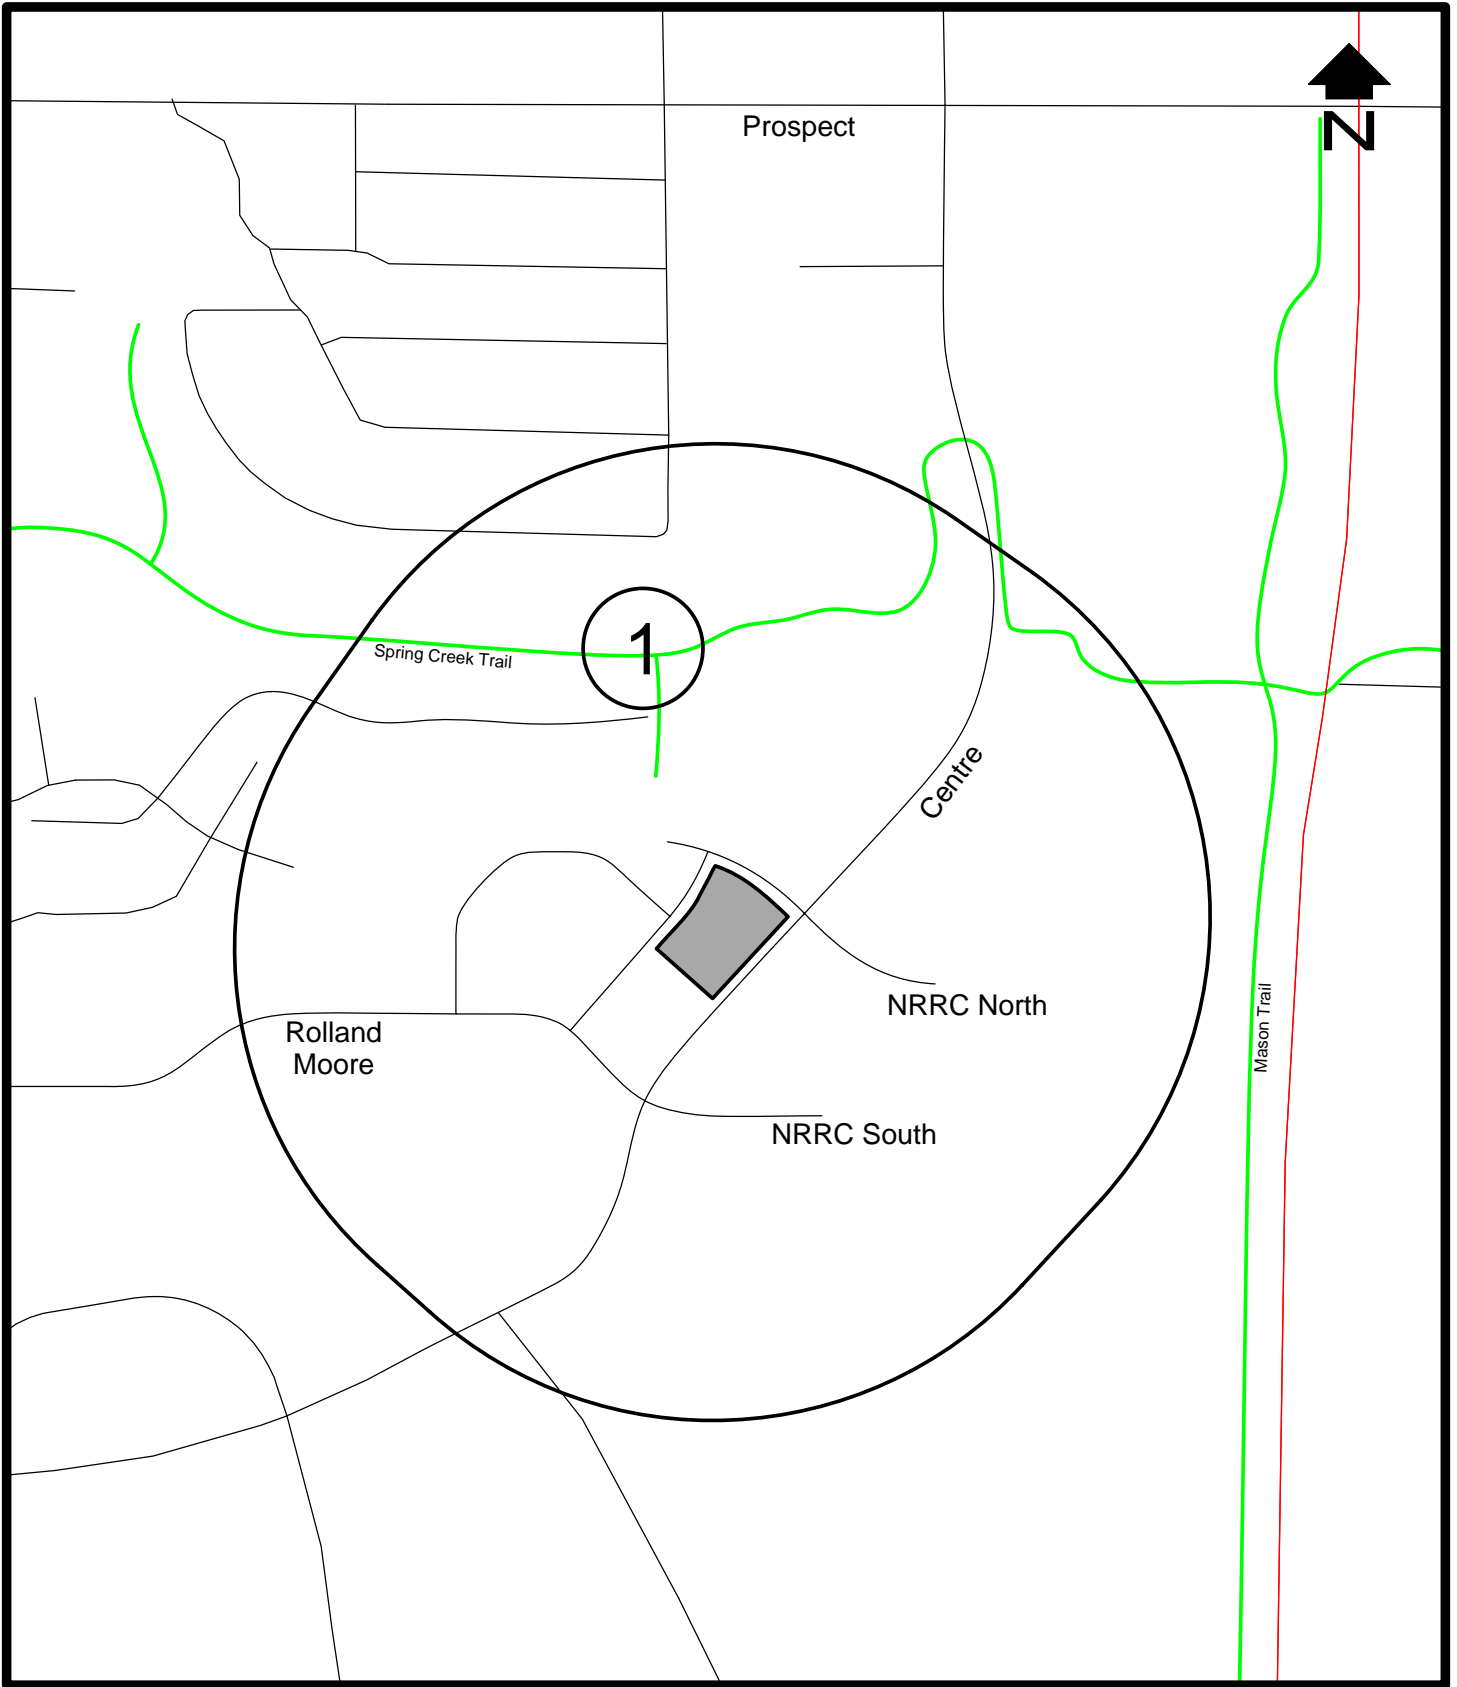 N
Prospect
1
Spring Creek Trail
Centre
NRRC North
Mason Trail
Rolland
Moore
NRRC South